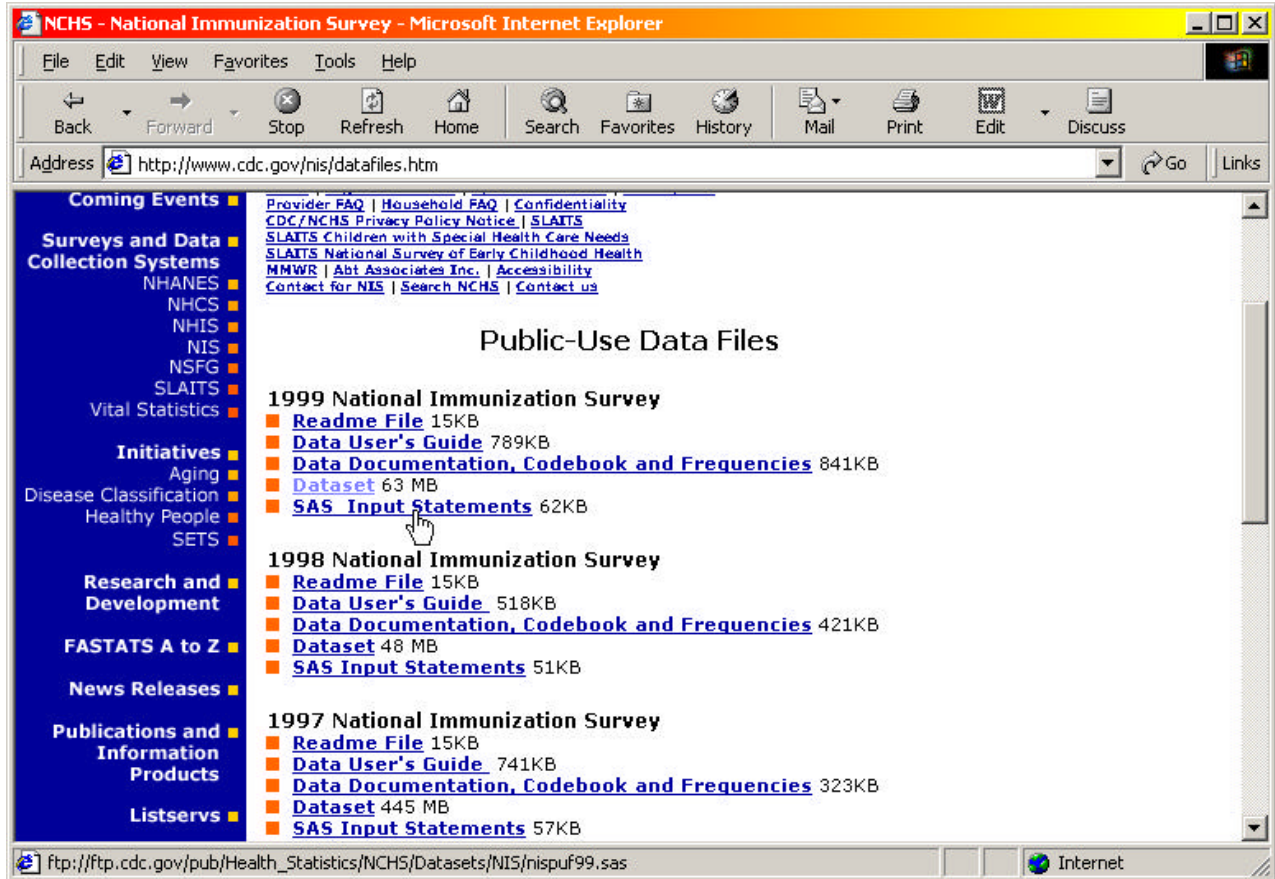 NCHS - National Immunization Survey - Microsoft Internet Explorer
File Edit View Favorites Tools Help
Back Forward Stop Refresh Home Search Favorites History Mail Print Edit Discuss
Address http://www.cdc.gov/nis/datafiles.htm Go Links
Coming Events
Surveys and Data
Collection Systems
NHANES
NHCS
NHIS
NIS
NSFG
SLAITS
Vital Statistics
Initiatives
Aging
Disease Classification
Healthy People
SETS
Research and
Development
FASTATS A to Z
News Releases
Publications and
Information
Products
Listservs
Provider FAQ | Household FAQ | Confidentiality
CDC/NCHS Privacy Policy Notice | SLAITS
SLAITS Children with Special Health Care Needs
SLAITS National Survey of Early Childhood Health
MMWR | Abt Associates Inc. | Accessibility
Contact for NIS | Search NCHS | Contact us
Public-Use Data Files
1999 National Immunization Survey
Readme File 15KB
Data User's Guide 789KB
Data Documentation, Codebook and Frequencies 841KB
Dataset 63 MB
SAS Input Statements 62KB
1998 National Immunization Survey
Readme File 15KB
Data User's Guide 518KB
Data Documentation, Codebook and Frequencies 421KB
Dataset 48 MB
SAS Input Statements 51KB
1997 National Immunization Survey
Readme File 15KB
Data User's Guide 741KB
Data Documentation, Codebook and Frequencies 323KB
Dataset 445 MB
SAS Input Statements 57KB
ftp://ftp.cdc.gov/pub/Health_Statistics/NCHS/Datasets/NIS/nispuf99.sas Internet